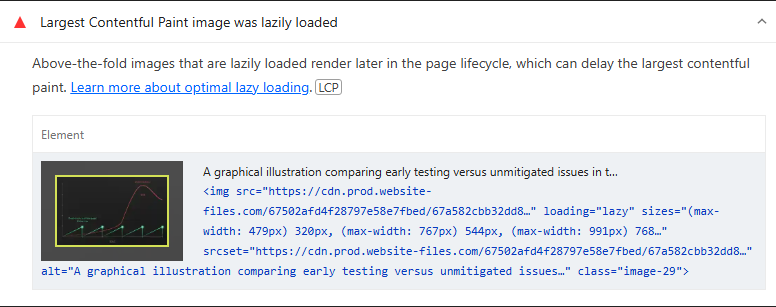 Largest Contentful Paint image was lazily loaded
Above-the-fold images that are lazily loaded render later in the page lifecycle, which can delay the largest contentful
paint. Learn more about optimal lazy loading. LCP
Element
A graphical illustration comparing early testing versus unmitigated issues in t...
<img src="https://cdn.prod.website-
files.com/67502afd4f28797e58e7fbed/67a582cbb32dd8…" loading="lazy" sizes="(max-
width: 479px) 320px, (max-width: 767px) 544px, (max-width: 991px) 768…"
srcset="https://cdn.prod.website-files.com/67502afd4f28797e58e7fbed/67a582cbb32dd8…"
alt="A graphical illustration comparing early testing versus unmitigated issues…" class="image-29">